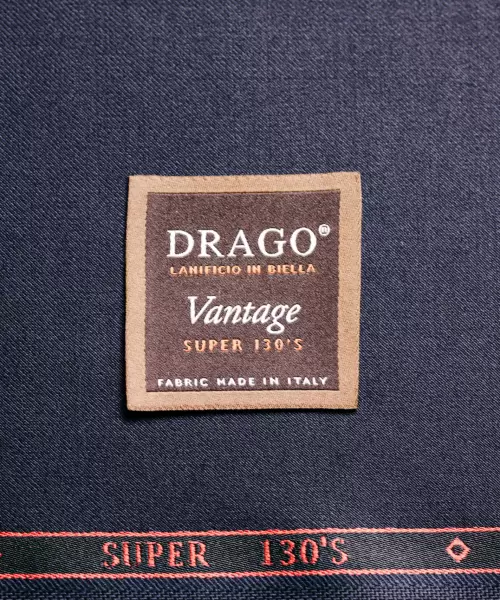 DRAGO®
LANIFICIO IN BIELLA
Vantage
SUPER 130'S
FABRIC MADE IN ITALY
SUPER 130'S